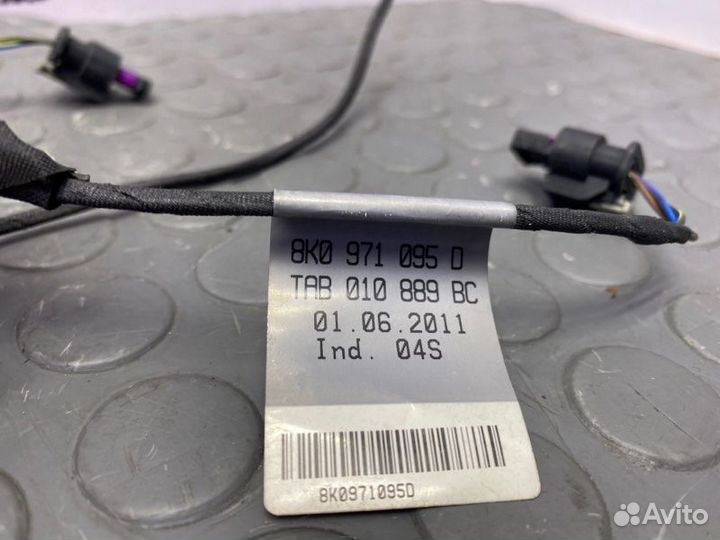 8K0 971 095 D
TAB 010 889 BC
01.06.2011
Ind. 04S
8K0971095D
Avito